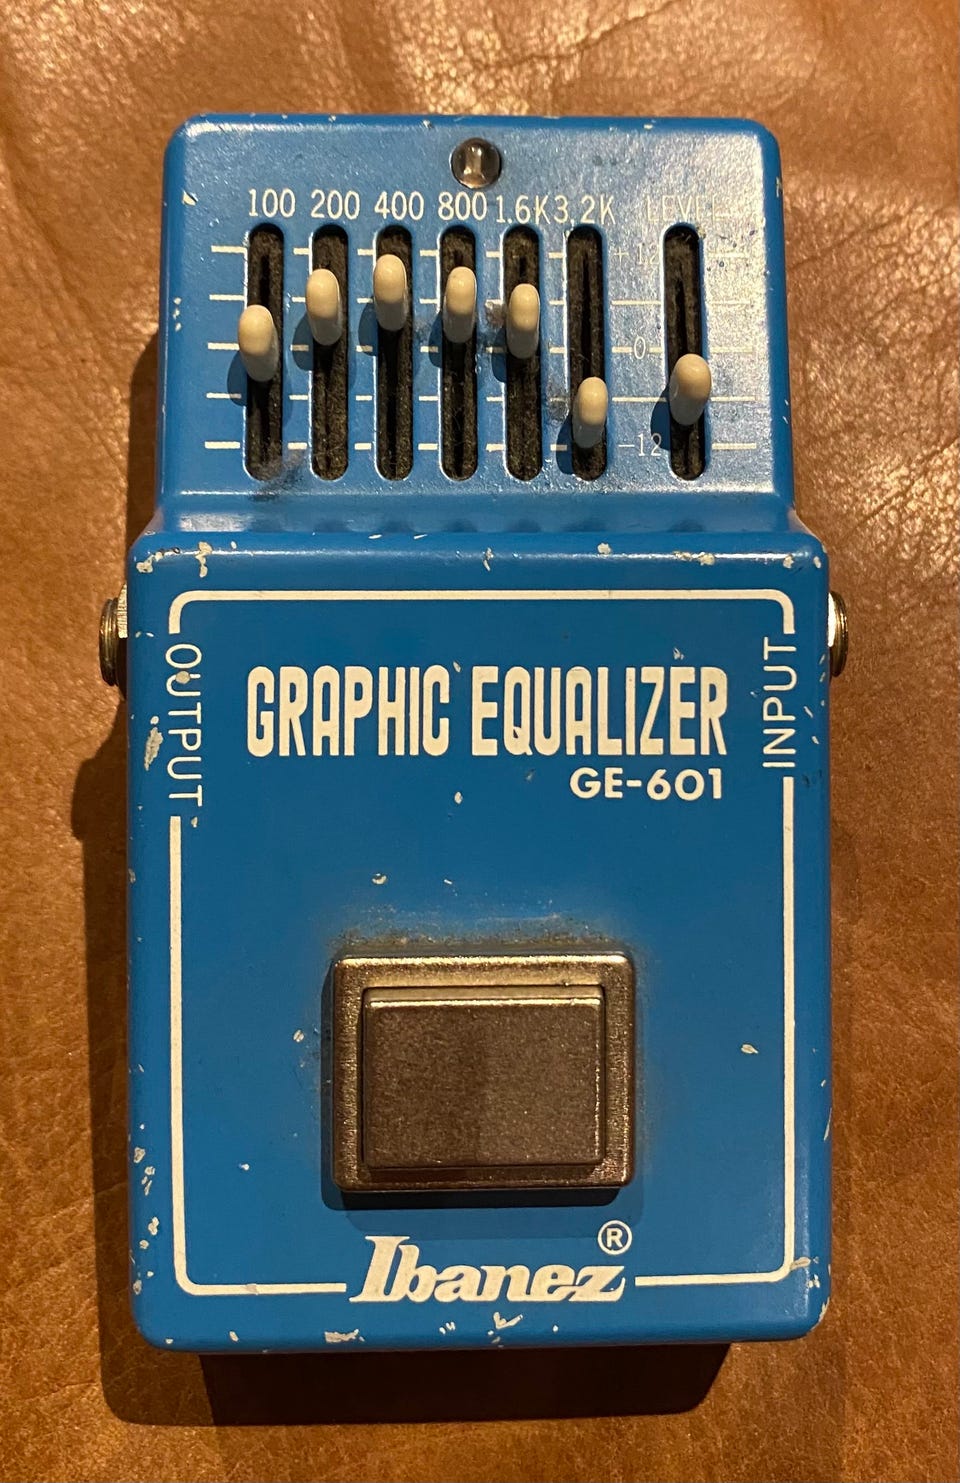 100 200 400 800 1.6K 3.2K LEVEL
+12
0
-12
OUTPUT
INPUT
GRAPHIC EQUALIZER
GE-601
Ibanez®